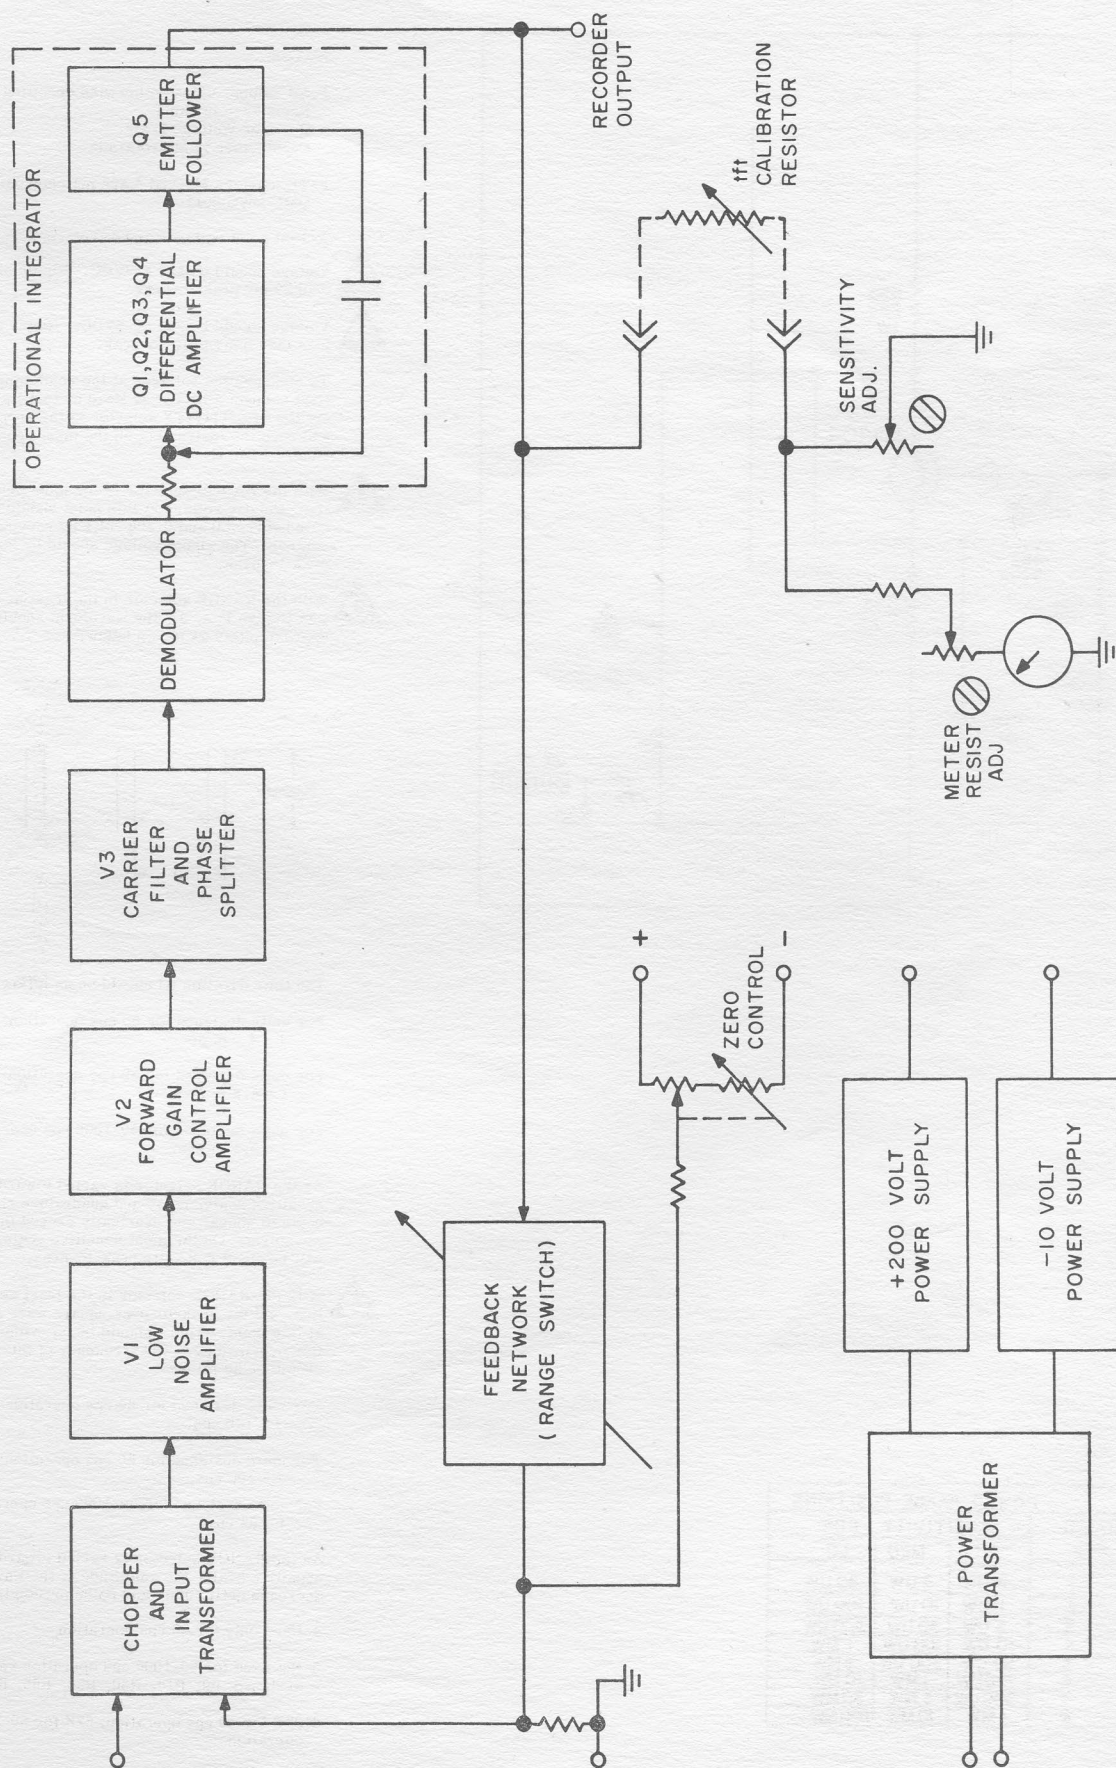 CHOPPER
AND
INPUT
TRANSFORMER
V1
LOW
NOISE
AMPLIFIER
V2
FORWARD
GAIN
CONTROL
AMPLIFIER
V3
CARRIER
FILTER
AND
PHASE
SPLITTER
DEMODULATOR
OPERATIONAL INTEGRATOR
Q1,Q2,Q3,Q4
DIFFERENTIAL
DC AMPLIFIER
Q5
EMITTER
FOLLOWER
FEEDBACK
NETWORK
(RANGE SWITCH)
RECORDER
OUTPUT
+
ZERO
CONTROL
-
tft
CALIBRATION
RESISTOR
SENSITIVITY
ADJ.
METER
RESIST
ADJ
POWER
TRANSFORMER
+200 VOLT
POWER SUPPLY
-10 VOLT
POWER SUPPLY